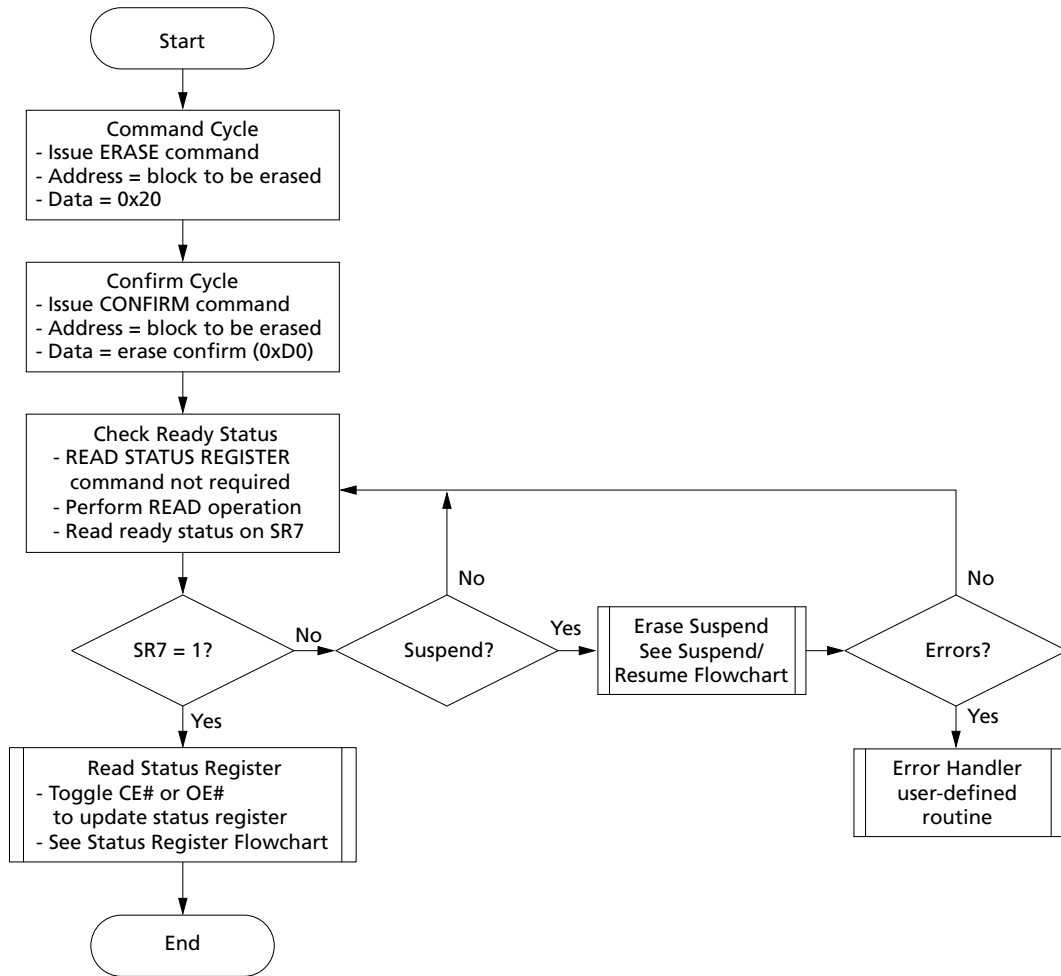 Start
Command Cycle
- Issue ERASE command
- Address = block to be erased
- Data = 0x20
Confirm Cycle
- Issue CONFIRM command
- Address = block to be erased
- Data = erase confirm (0xD0)
Check Ready Status
- READ STATUS REGISTER
command not required
- Perform READ operation
- Read ready status on SR7
No
No
SR7 = 1?
No
Suspend?
Yes
Erase Suspend
See Suspend/
Resume Flowchart
Errors?
Yes
Yes
Read Status Register
- Toggle CE# or OE#
to update status register
- See Status Register Flowchart
Error Handler
user-defined
routine
End